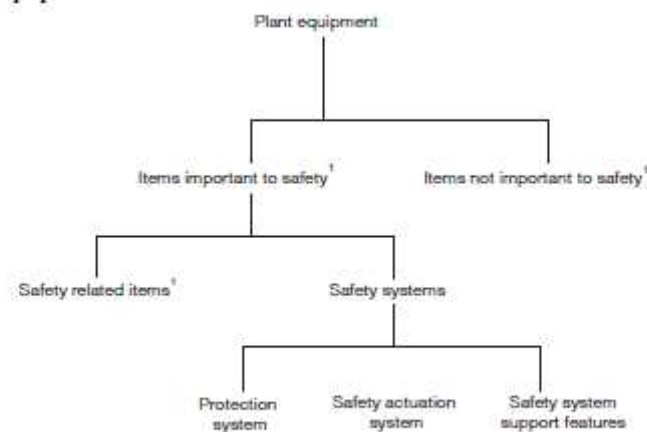 Plant equipment
Items important to safety¹
Items not important to safety¹
Safety related items¹
Safety systems
Protection
system
Safety actuation
system
Safety system
support features